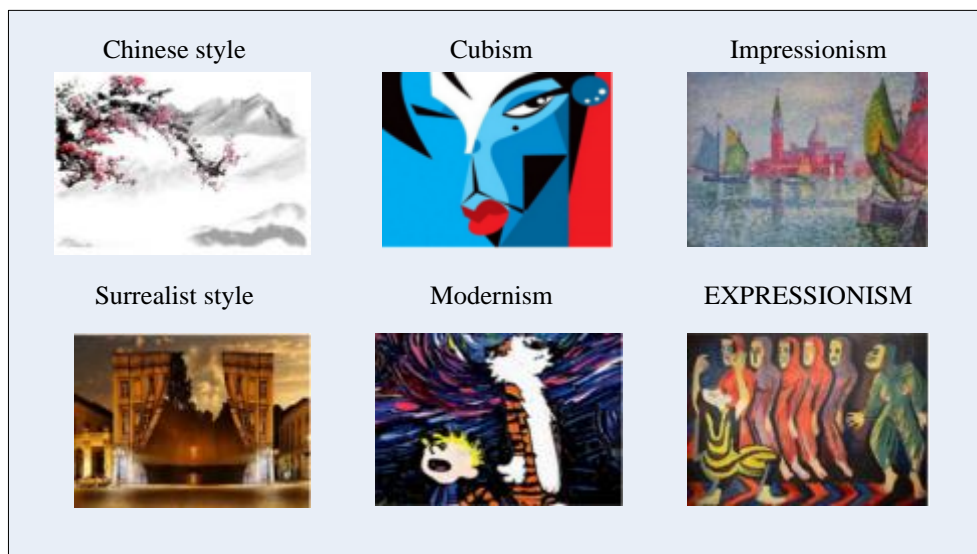 Chinese style
Cubism
Impressionism
Surrealist style
Modernism
EXPRESSIONISM